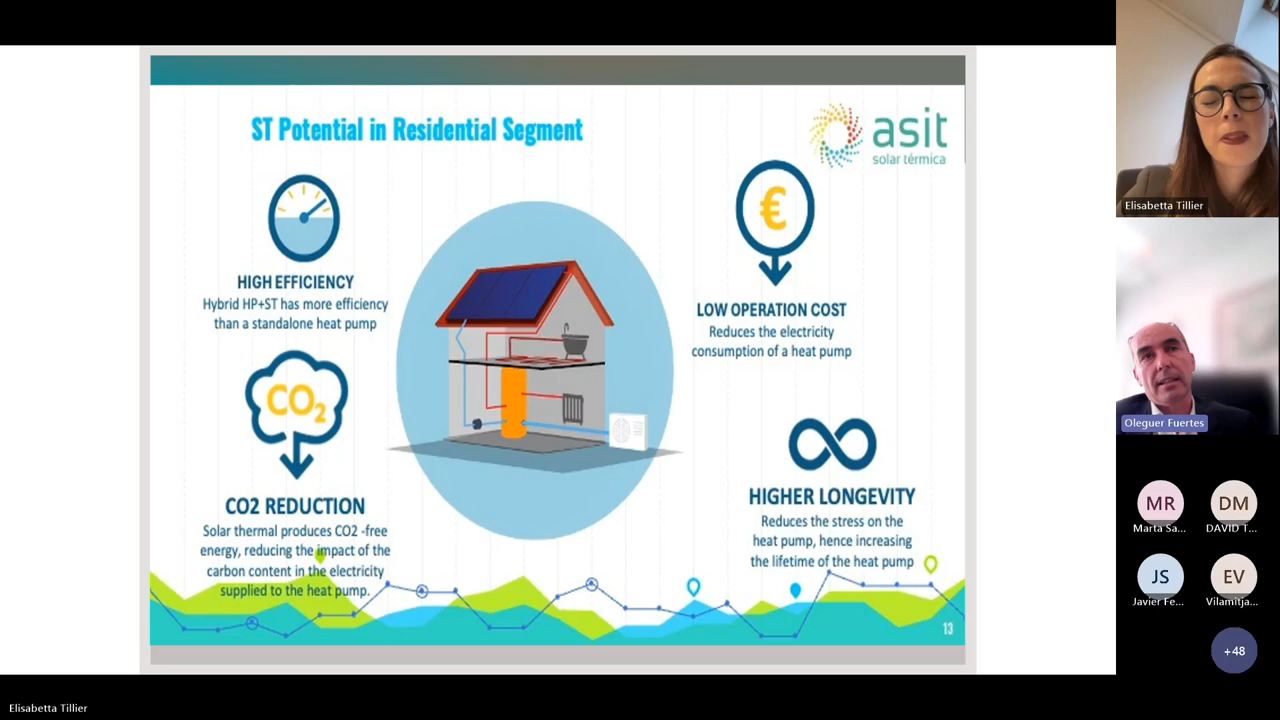 ST Potential in Residential Segment
asit
solar térmica
HIGH EFFICIENCY
Hybrid HP+ST has more efficiency
than a standalone heat pump
€
LOW OPERATION COST
Reduces the electricity
consumption of a heat pump
CO2
CO2 REDUCTION
Solar thermal produces CO2 -free
energy, reducing the impact of the
carbon content in the electricity
supplied to the heat pump.
HIGHER LONGEVITY
Reduces the stress on the
heat pump, hence increasing
the lifetime of the heat pump
13
Elisabetta Tillier
Oleguer Fuertes
MR
DM
Marta Sa...
DAVID T...
JS
EV
Javier Fe...
Vilamitja...
+48
Elisabetta Tillier